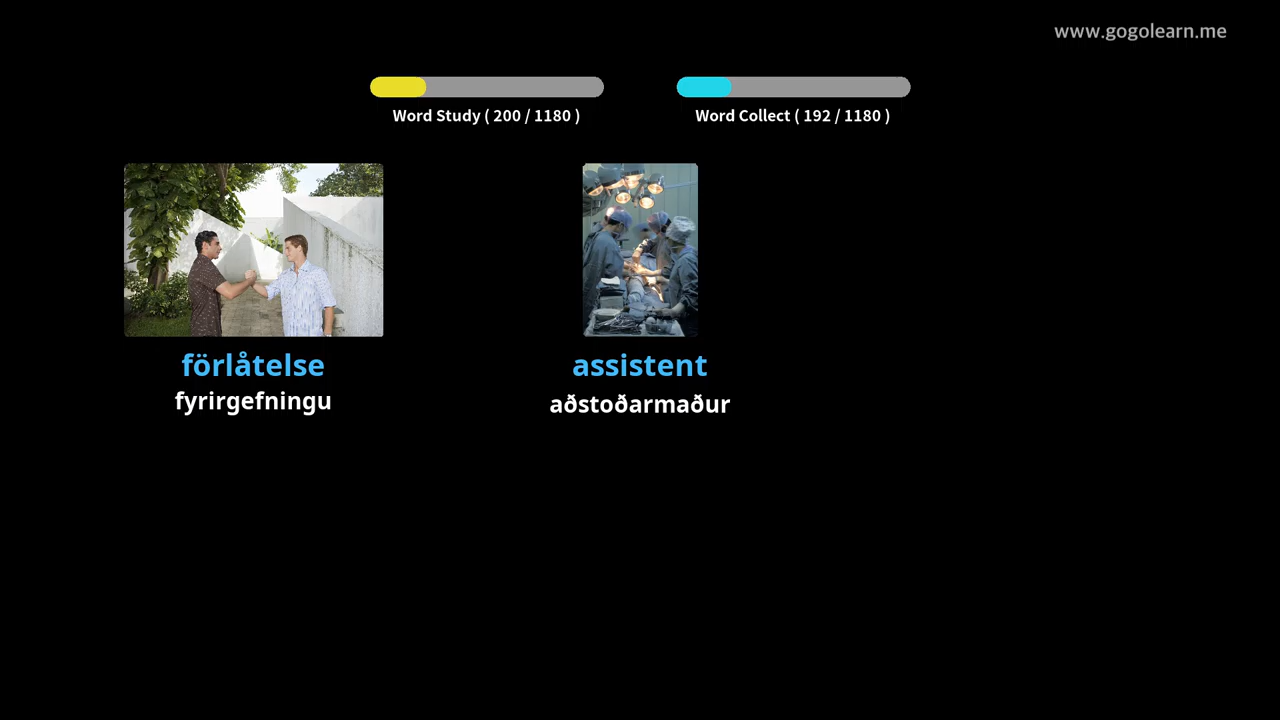 www.gogolearn.me
Word Study ( 200 / 1180 )
Word Collect ( 192 / 1180 )
förlåtelse
fyrirgefningu
assistent
aðstoðarmaður